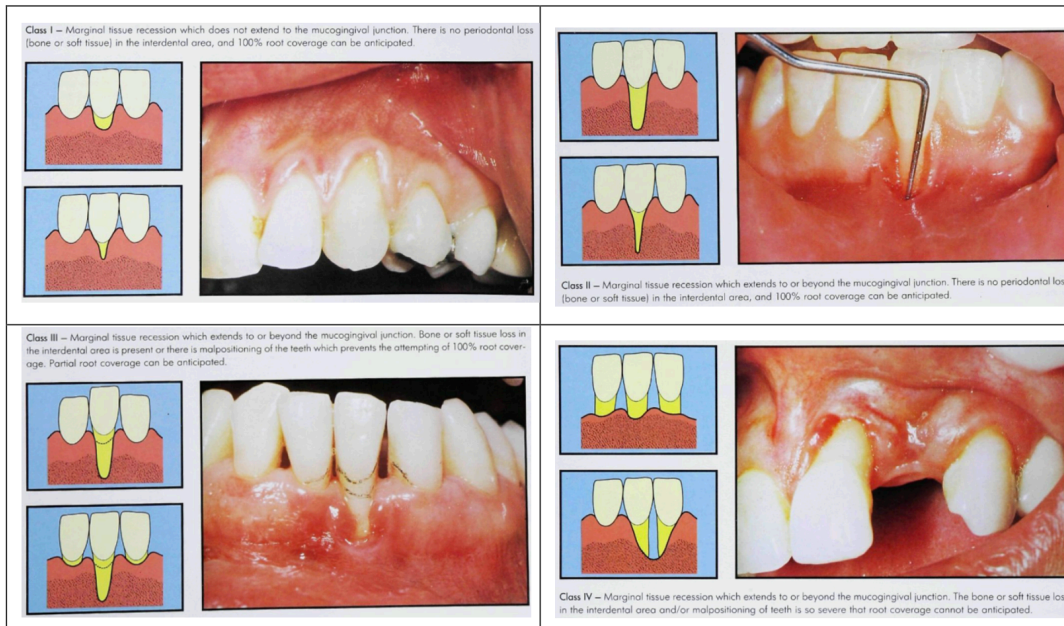 Class I – Marginal tissue recession which does not extend to the mucogingival junction. There is no periodontal loss
(bone or soft tissue) in the interdental area, and 100% root coverage can be anticipated.
Class II – Marginal tissue recession which extends to or beyond the mucogingival junction. There is no periodontal los
(bone or soft tissue) in the interdental area, and 100% root coverage can be anticipated.
Class III – Marginal tissue recession which extends to or beyond the mucogingival junction. Bone or soft tissue loss in
the interdental area is present or there is malpositioning of the teeth which prevents the attempting of 100% root cover-
age. Partial root coverage can be anticipated.
Class IV – Marginal tissue recession which extends to or beyond the mucogingival junction. The bone or soft tissue los
in the interdental area and/or malpositioning of teeth is so severe that root coverage cannot be anticipated.